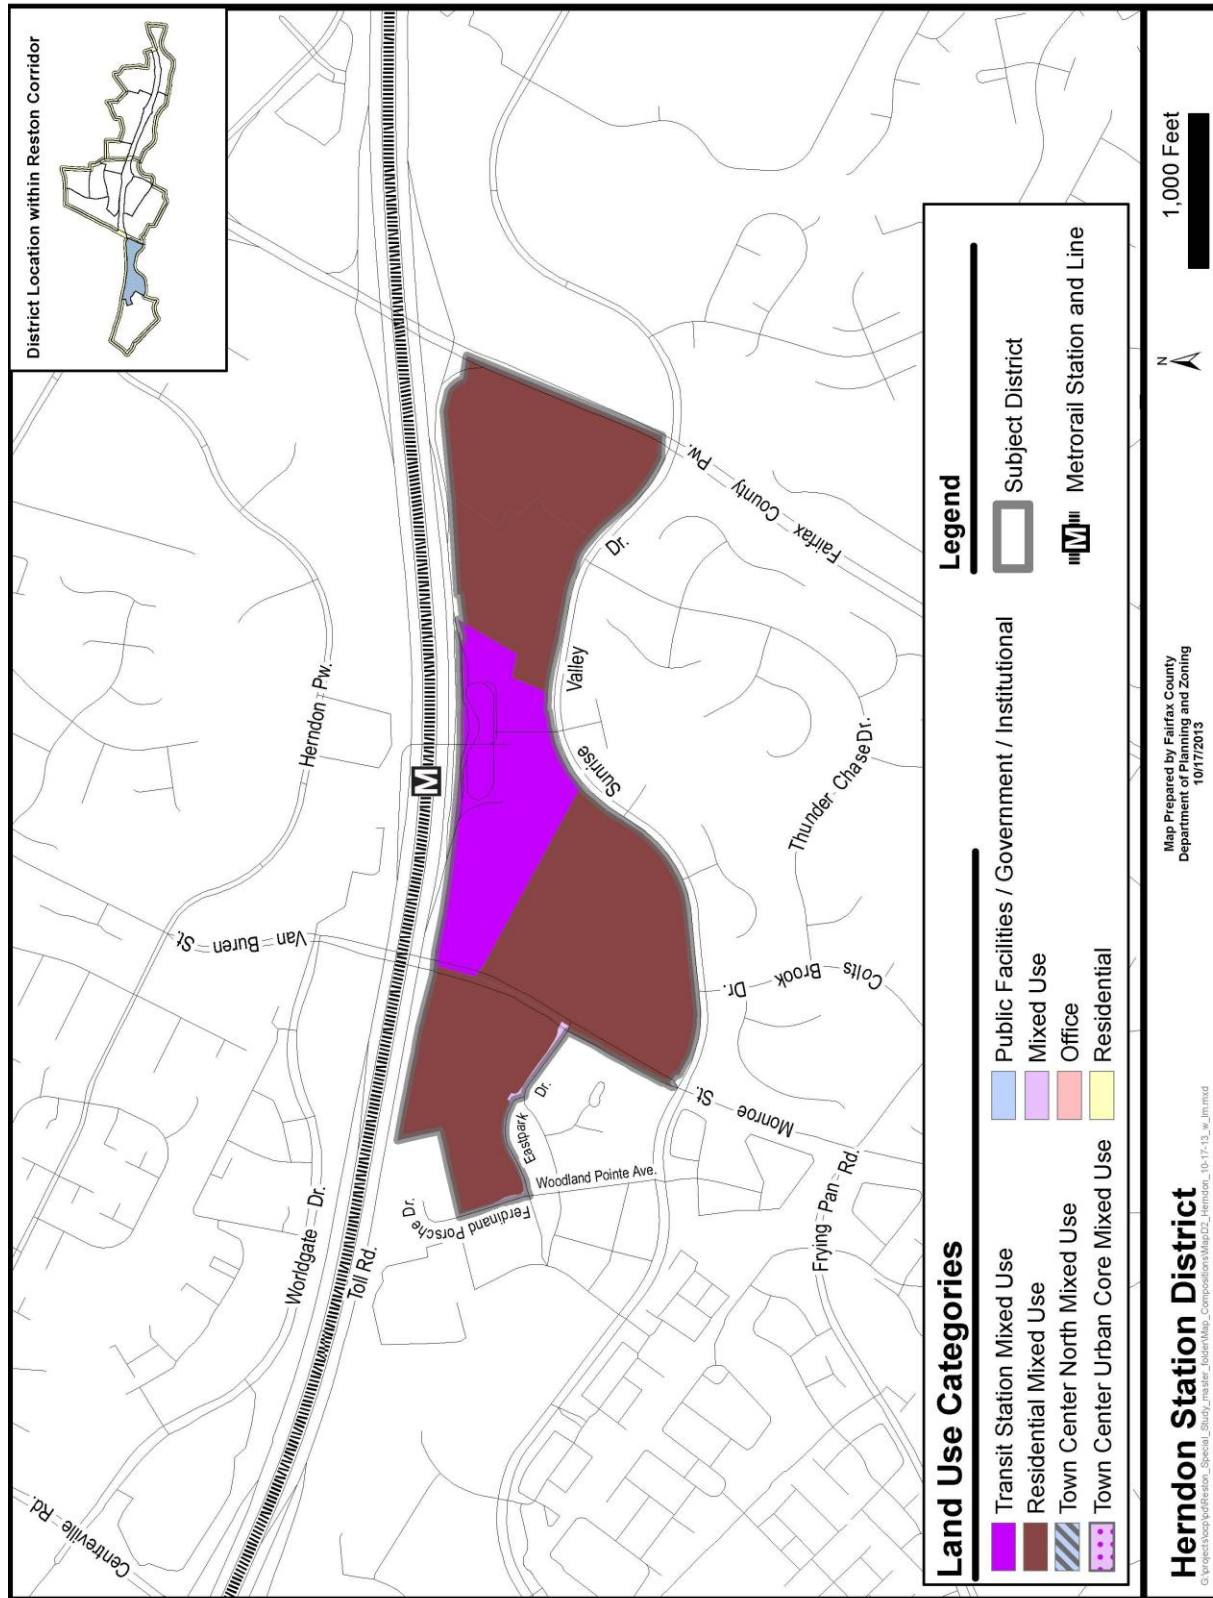 District Location within Reston Corridor
Centreville Rd.
Worldgate Dr.
Toll Rd.
Van Buren St.
Herndon Pw.
M
Ferdinand Porsche Dr.
Eastpark Dr.
Woodland Pointe Ave.
Monroe St.
Frying Pan Rd.
Colts Brook Dr.
Thunder Chase Dr.
Sunrise Valley Dr.
Fairfax County Pw.
Land Use Categories
Transit Station Mixed Use
Residential Mixed Use
Town Center North Mixed Use
Town Center Urban Core Mixed Use
Public Facilities / Government / Institutional
Mixed Use
Office
Residential
Legend
Subject District
M Metrorail Station and Line
Herndon Station District
Map Prepared by Fairfax County
Department of Planning and Zoning
10/17/2013
N
1,000 Feet